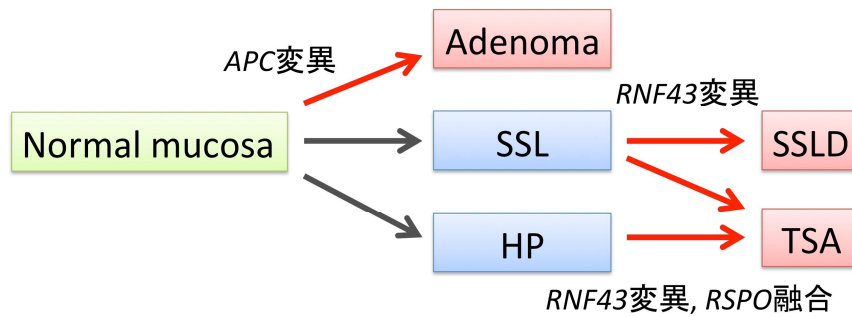 Adenoma
APC変異
RNF43変異
Normal mucosa
SSL
SSLD
HP
TSA
RNF43変異, RSPO融合